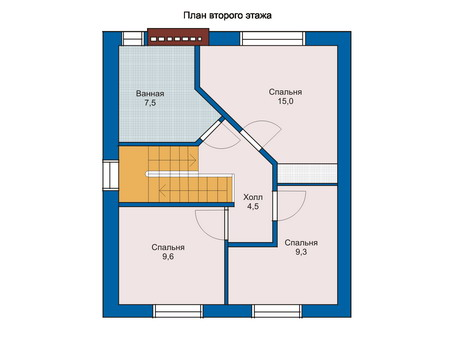 План второго этажа
Ванная
7,5
Спальня
15,0
Холл
4,5
Спальня
9,6
Спальня
9,3